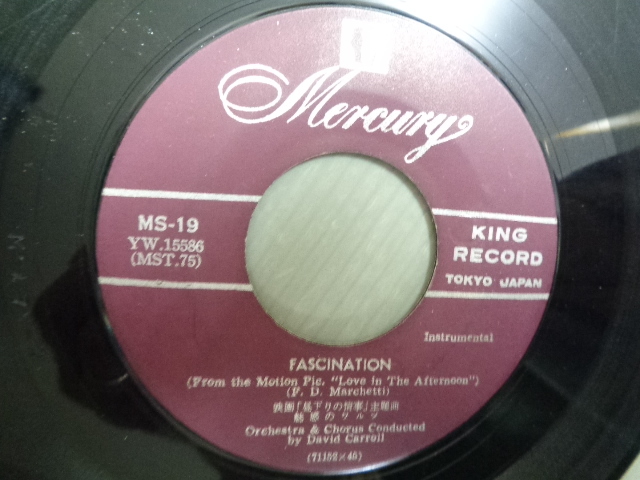 Mercury
MS-19
YW.15586
(MST.75)
KING
RECORD
TOKYO JAPAN
Instrumental
FASCINATION
(From the Motion Pic. "Love in The Afternoon")
(F. D. Marchetti)
映画「昼下りの情事」主題曲
魅惑のワルツ
Orchestra & Chorus Conducted
by David Carroll
(71152×45)